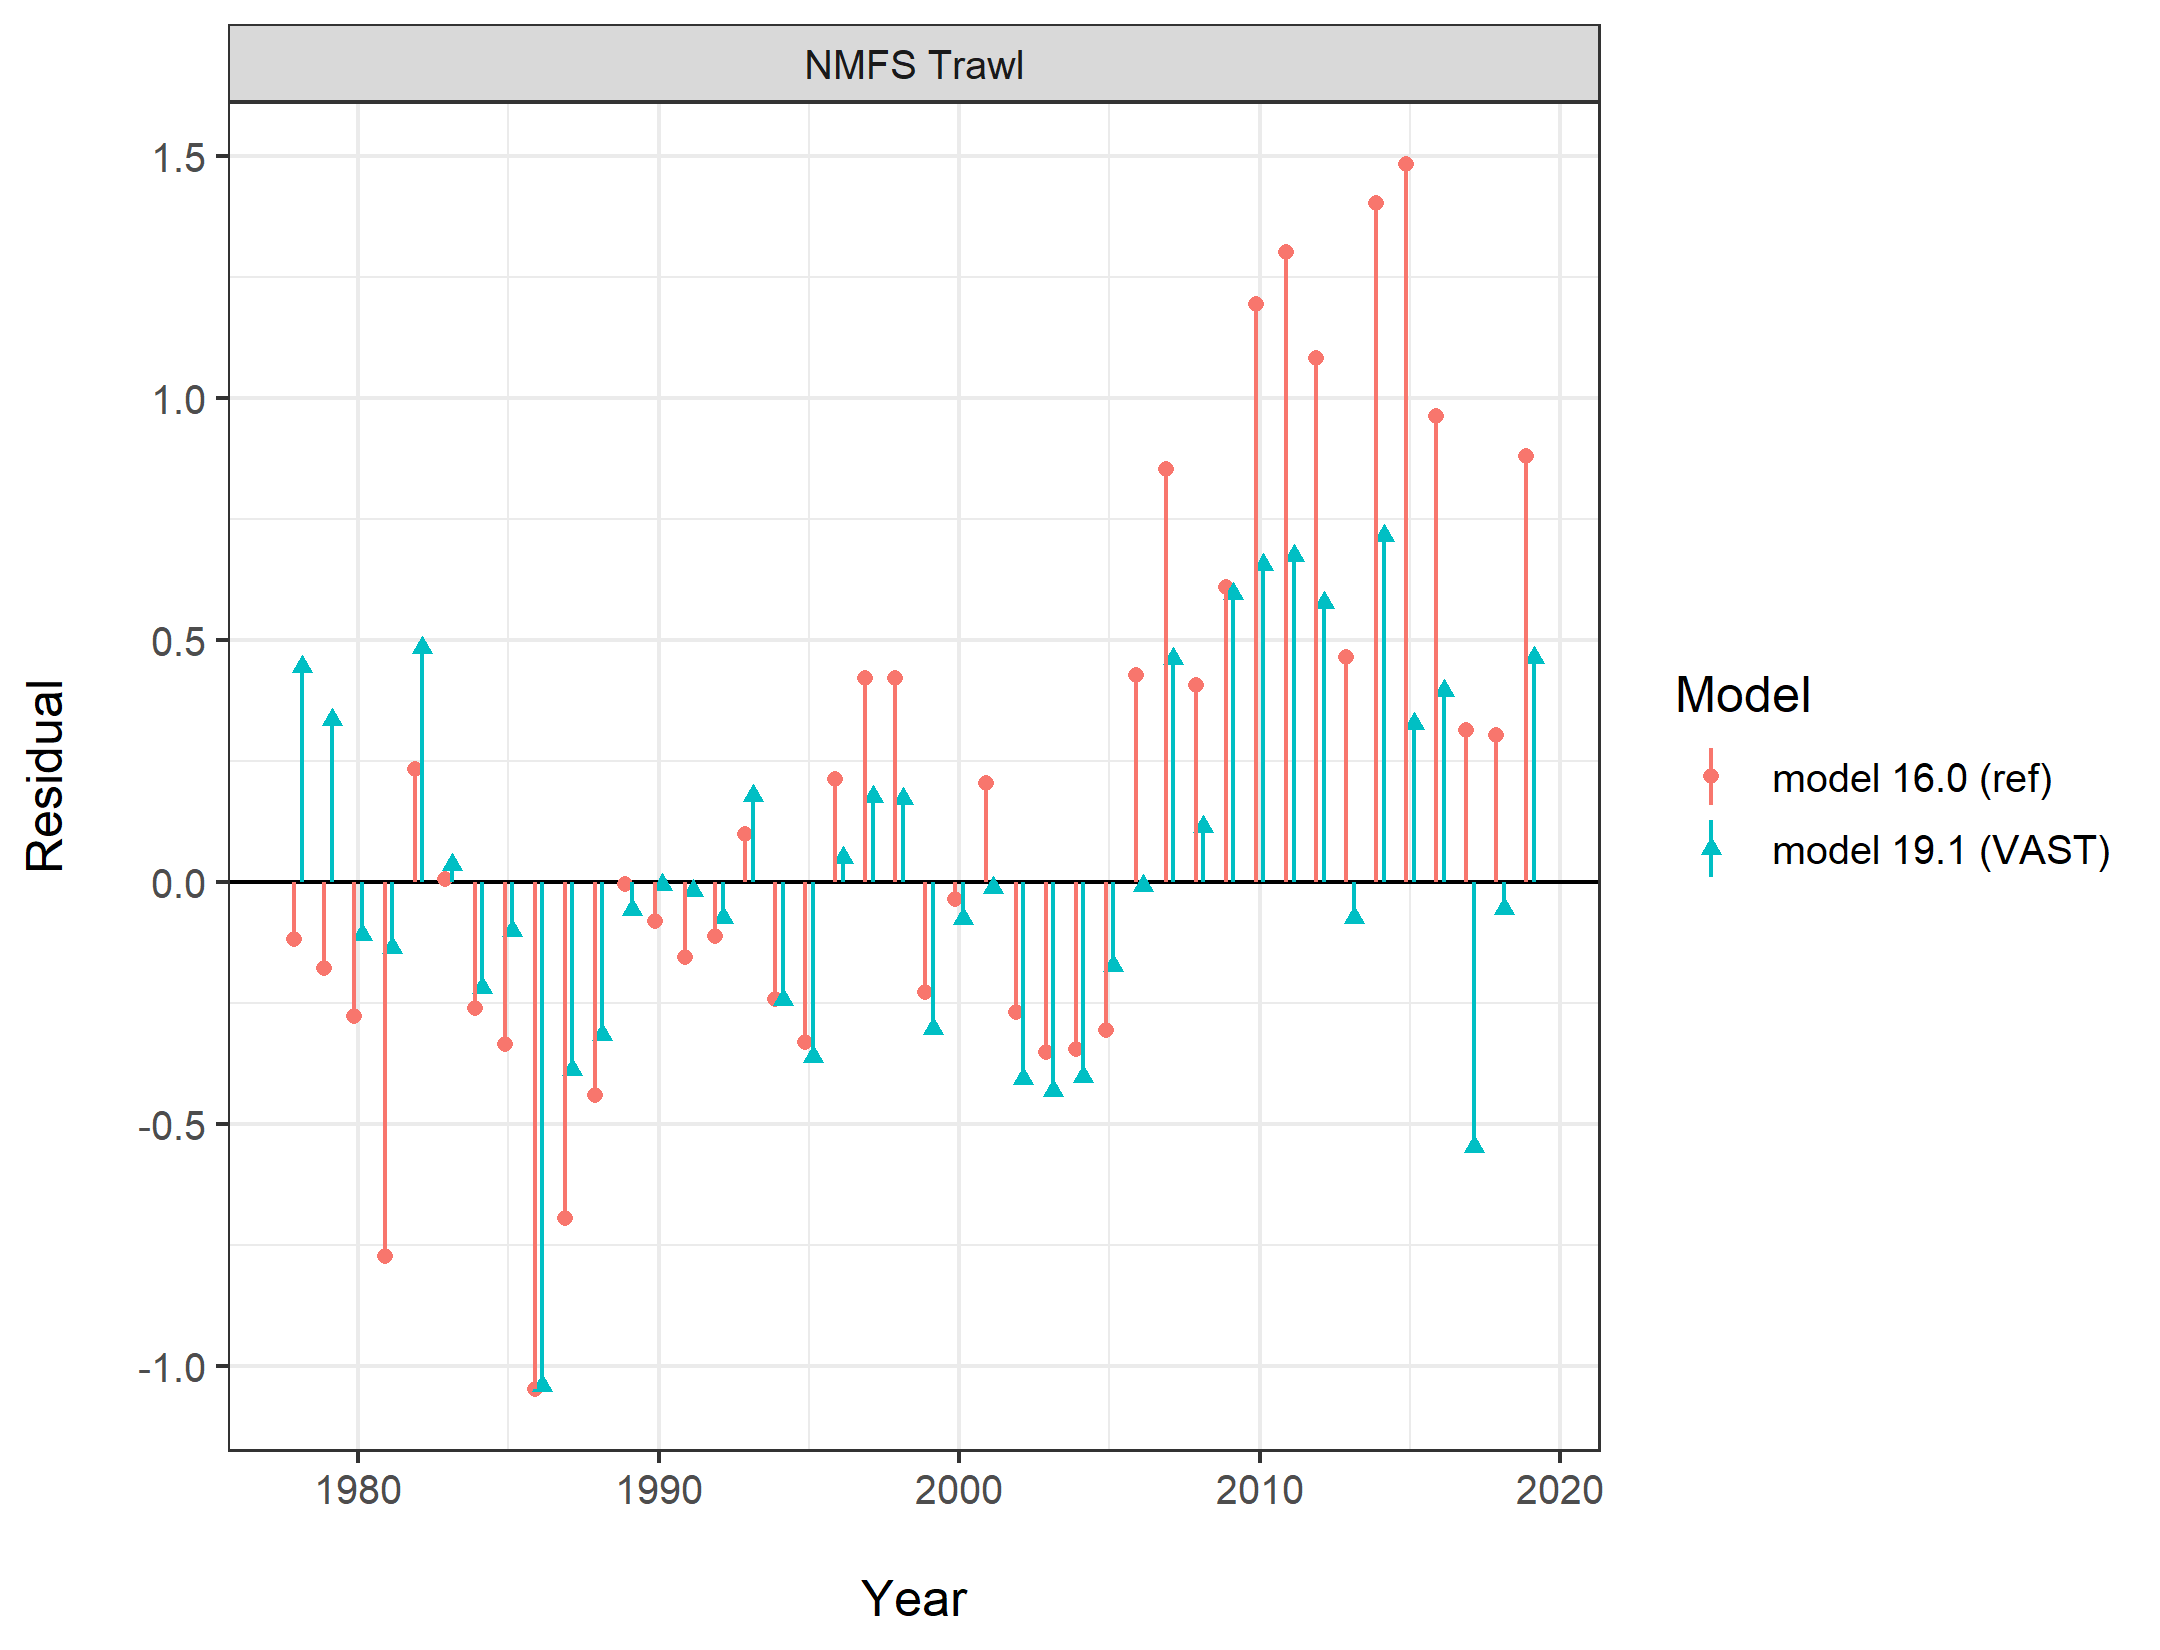 NMFS Trawl
1.5
1.0
0.5
0.0
-0.5
-1.0
Residual
1980 1990 2000 2010 2020
Year
Model
model 16.0 (ref)
model 19.1 (VAST)